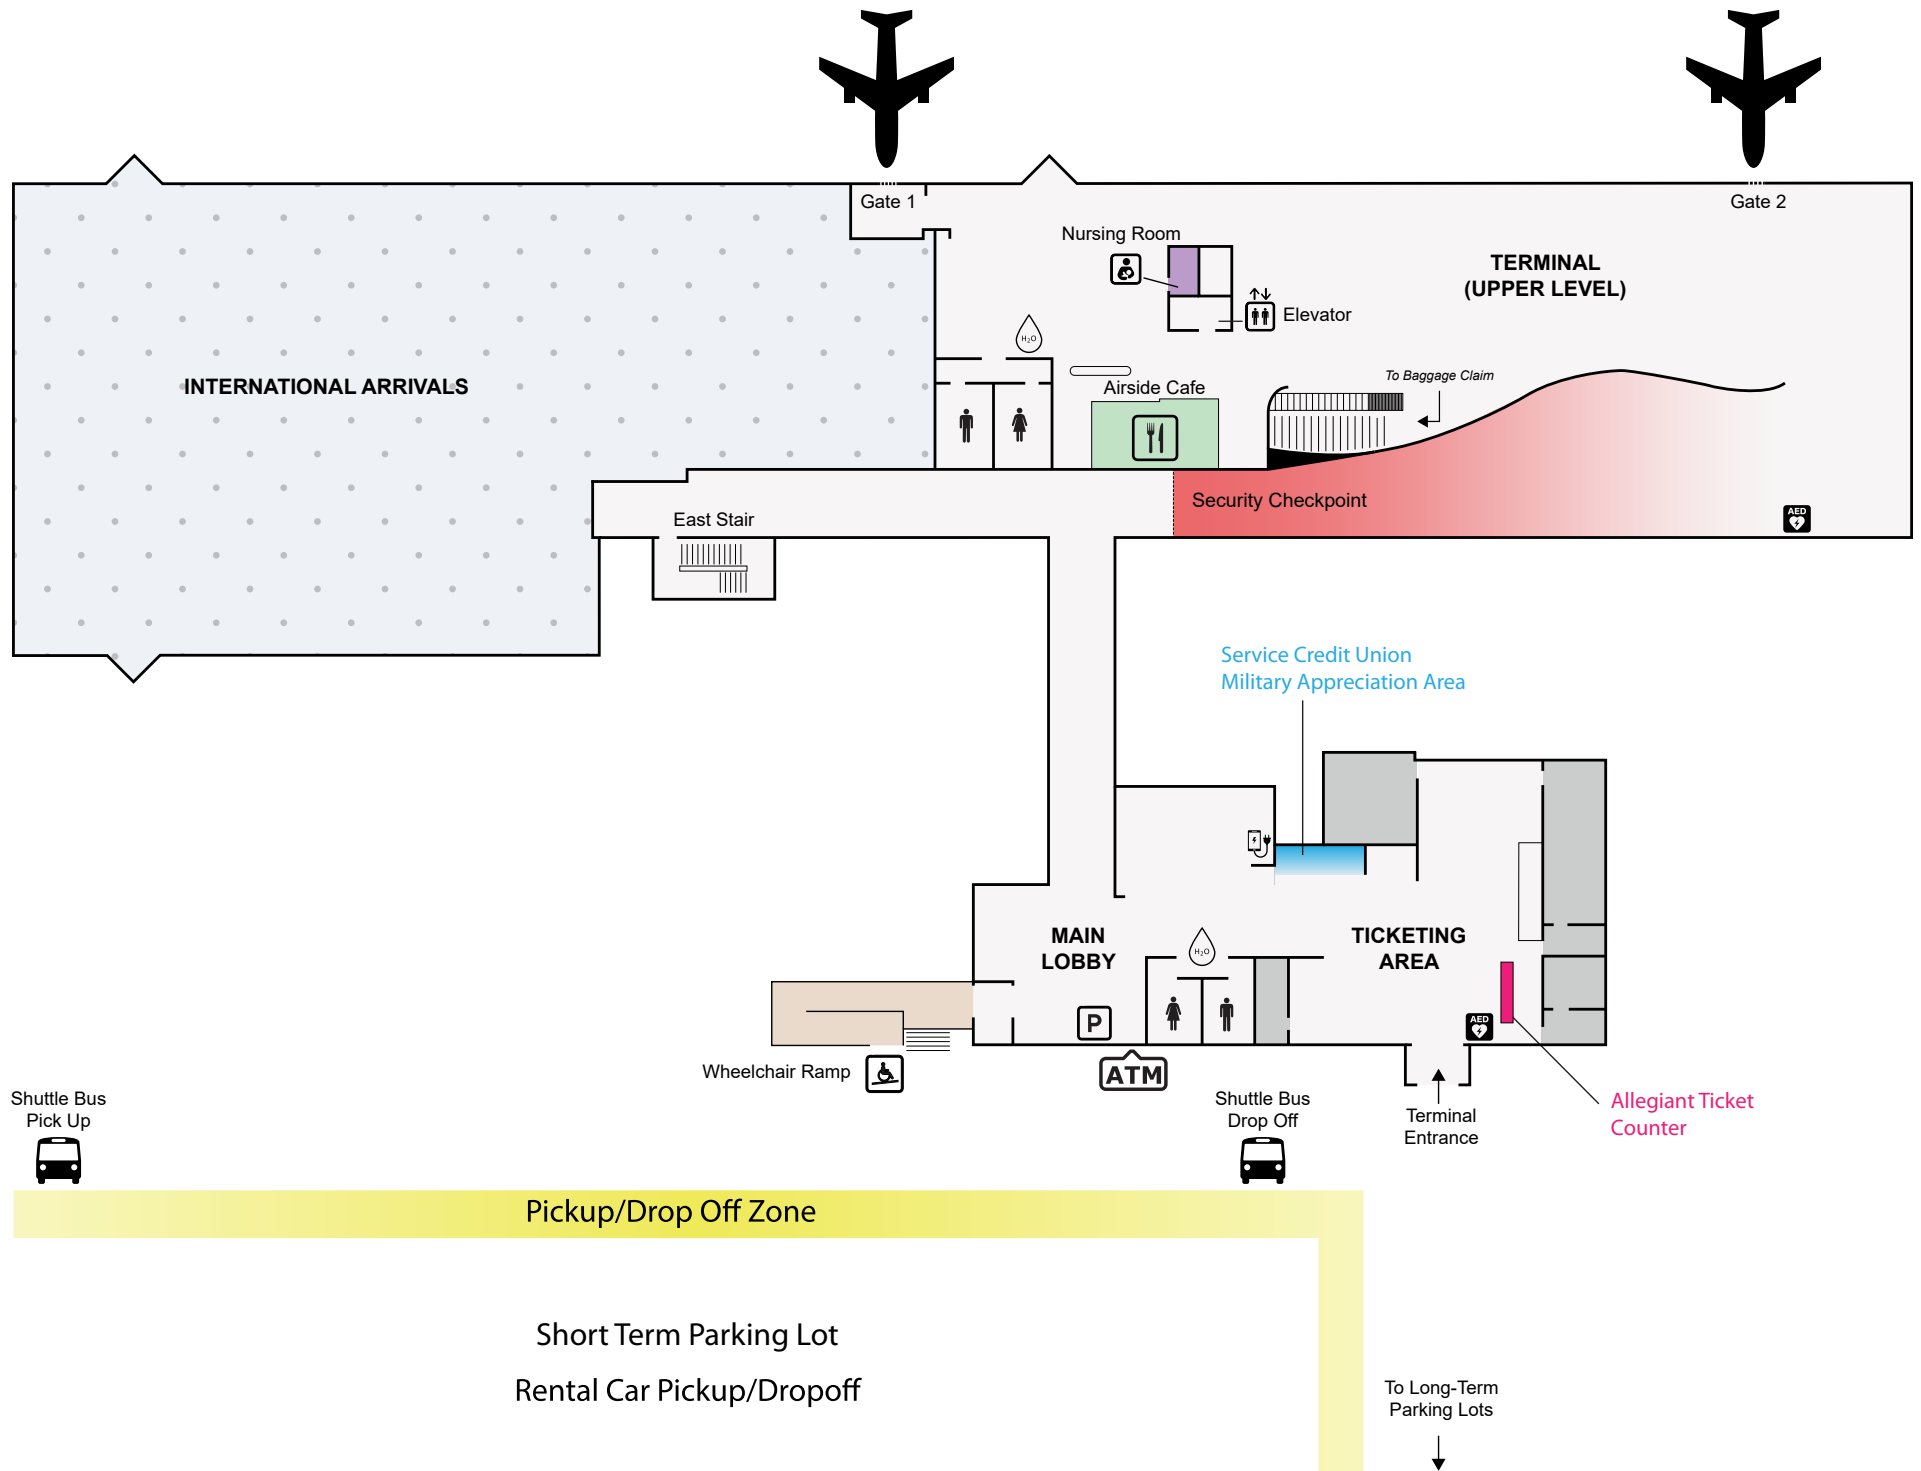 Gate 1
Gate 2
Nursing Room
TERMINAL
(UPPER LEVEL)
Elevator
H2O
INTERNATIONAL ARRIVALS
Airside Cafe
To Baggage Claim
Security Checkpoint
East Stair
AED
Service Credit Union
Military Appreciation Area
MAIN
LOBBY
H2O
TICKETING
AREA
P
AED
ATM
Wheelchair Ramp
Shuttle Bus
Pick Up
Shuttle Bus
Drop Off
Terminal
Entrance
Allegiant Ticket
Counter
Pickup/Drop Off Zone
Short Term Parking Lot
Rental Car Pickup/Dropoff
To Long-Term
Parking Lots